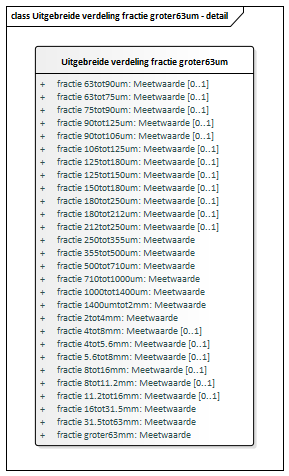 class Uitgebreide verdeling fractie groter63um - detail
Uitgebreide verdeling fractie groter63um
+ fractie 63tot90um: Meetwaarde [0..1]
+ fractie 63tot75um: Meetwaarde [0..1]
+ fractie 75tot90um: Meetwaarde [0..1]
+ fractie 90tot125um: Meetwaarde [0..1]
+ fractie 90tot106um: Meetwaarde [0..1]
+ fractie 106tot125um: Meetwaarde [0..1]
+ fractie 125tot180um: Meetwaarde [0..1]
+ fractie 125tot150um: Meetwaarde [0..1]
+ fractie 150tot180um: Meetwaarde [0..1]
+ fractie 180tot250um: Meetwaarde [0..1]
+ fractie 180tot212um: Meetwaarde [0..1]
+ fractie 212tot250um: Meetwaarde [0..1]
+ fractie 250tot355um: Meetwaarde
+ fractie 355tot500um: Meetwaarde
+ fractie 500tot710um: Meetwaarde
+ fractie 710tot1000um: Meetwaarde
+ fractie 1000tot1400um: Meetwaarde
+ fractie 1400umtot2mm: Meetwaarde
+ fractie 2tot4mm: Meetwaarde
+ fractie 4tot8mm: Meetwaarde [0..1]
+ fractie 4tot5.6mm: Meetwaarde [0..1]
+ fractie 5.6tot8mm: Meetwaarde [0..1]
+ fractie 8tot16mm: Meetwaarde [0..1]
+ fractie 8tot11.2mm: Meetwaarde [0..1]
+ fractie 11.2tot16mm: Meetwaarde [0..1]
+ fractie 16tot31.5mm: Meetwaarde
+ fractie 31.5tot63mm: Meetwaarde
+ fractie groter63mm: Meetwaarde